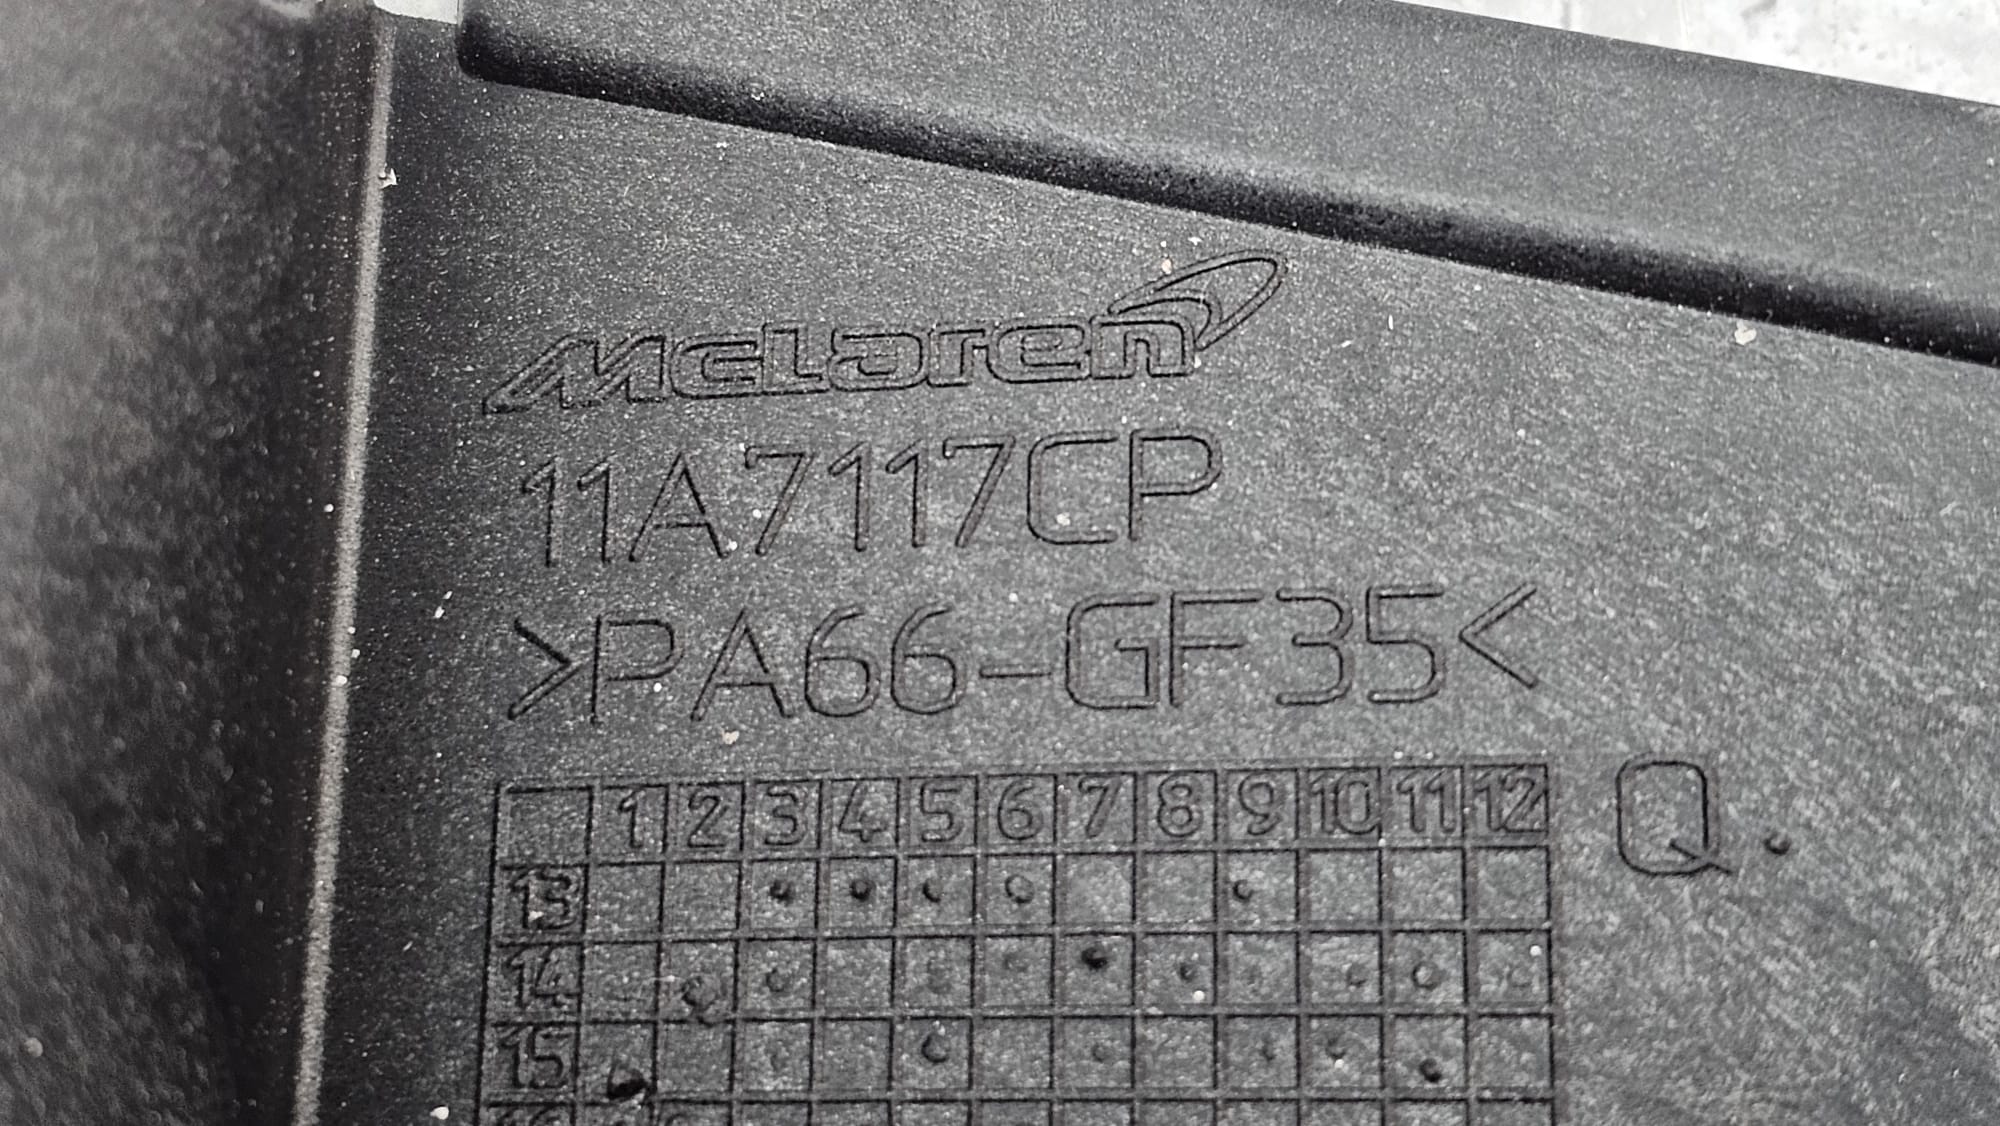 McLaren
11A7117CP
>PA66-GF35<
1 2 3 4 5 6 7 8 9 10 11 12 Q.
13
14
15